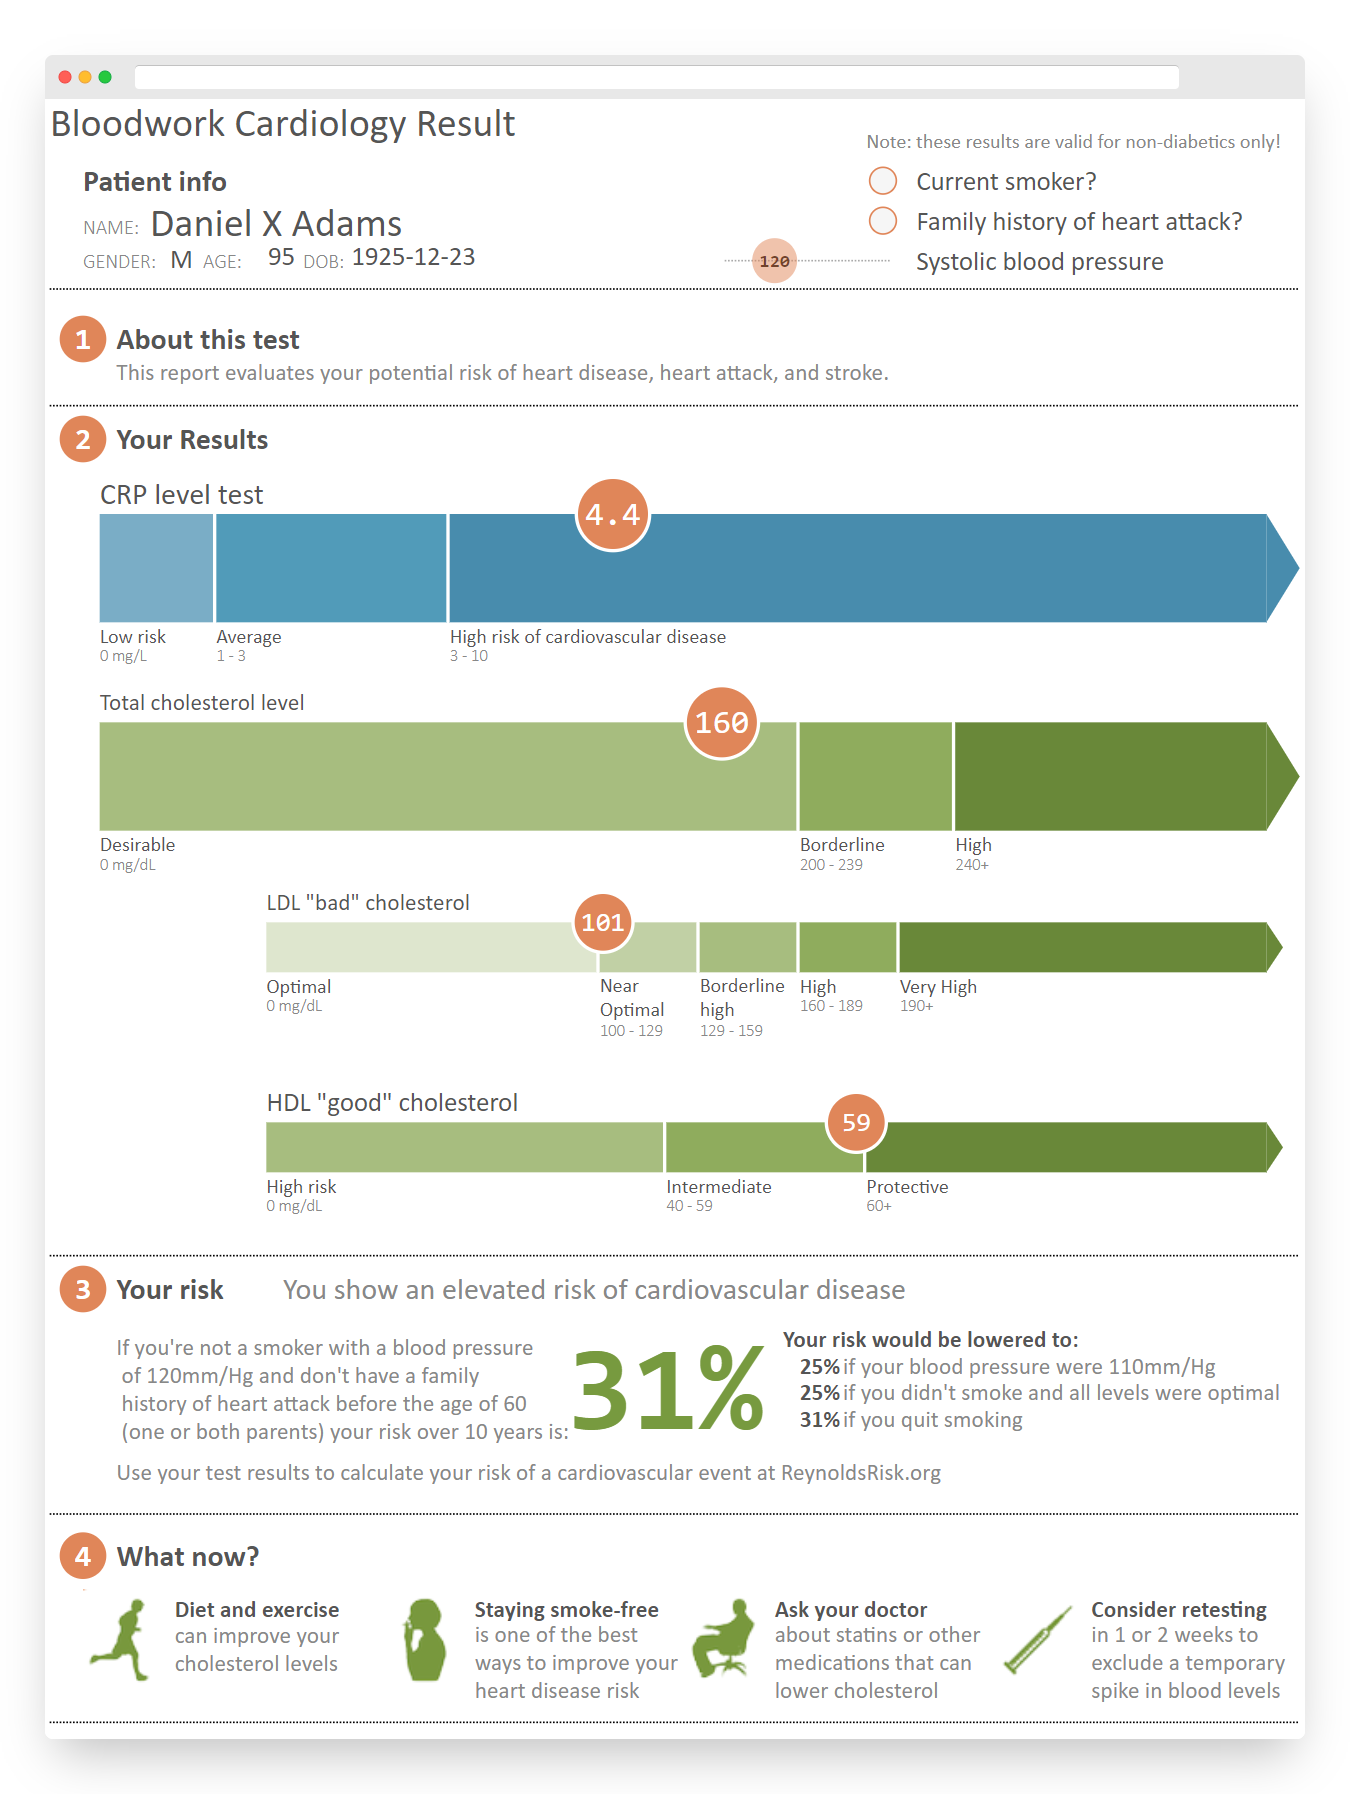 Bloodwork Cardiology Result
Note: these results are valid for non-diabetics only!
Patient info
Current smoker?
NAME: Daniel X Adams
Family history of heart attack?
GENDER: M AGE: 95 DOB: 1925-12-23
120 Systolic blood pressure
1 About this test
This report evaluates your potential risk of heart disease, heart attack, and stroke.
2 Your Results
CRP level test
4.4
Low risk Average High risk of cardiovascular disease
0 mg/L 1 - 3 3 - 10
Total cholesterol level
160
Desirable Borderline High
0 mg/dL 200 - 239 240+
LDL "bad" cholesterol
101
Optimal Near Borderline High Very High
0 mg/dL Optimal high 160 - 189 190+
100 - 129 129 - 159
HDL "good" cholesterol
59
High risk Intermediate Protective
0 mg/dL 40 - 59 60+
3 Your risk You show an elevated risk of cardiovascular disease
If you're not a smoker with a blood pressure
of 120mm/Hg and don't have a family
history of heart attack before the age of 60
(one or both parents) your risk over 10 years is:
31%
Your risk would be lowered to:
25% if your blood pressure were 110mm/Hg
25% if you didn't smoke and all levels were optimal
31% if you quit smoking
Use your test results to calculate your risk of a cardiovascular event at ReynoldsRisk.org
4 What now?
Diet and exercise
can improve your
cholesterol levels
Staying smoke-free
is one of the best
ways to improve your
heart disease risk
Ask your doctor
about statins or other
medications that can
lower cholesterol
Consider retesting
in 1 or 2 weeks to
exclude a temporary
spike in blood levels